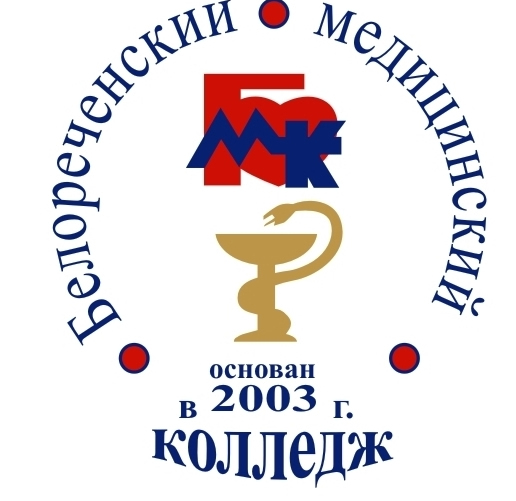 Белореченский медицинский
БМК
основан
в 2003 г.
колледж